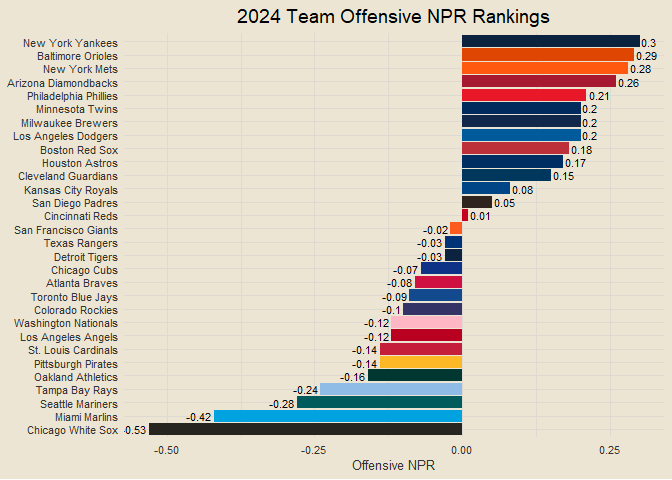 2024 Team Offensive NPR Rankings
New York Yankees 0.3
Baltimore Orioles 0.29
New York Mets 0.28
Arizona Diamondbacks 0.26
Philadelphia Phillies 0.21
Minnesota Twins 0.2
Milwaukee Brewers 0.2
Los Angeles Dodgers 0.2
Boston Red Sox 0.18
Houston Astros 0.17
Cleveland Guardians 0.15
Kansas City Royals 0.08
San Diego Padres 0.05
Cincinnati Reds 0.01
San Francisco Giants -0.02
Texas Rangers -0.03
Detroit Tigers -0.03
Chicago Cubs -0.07
Atlanta Braves -0.08
Toronto Blue Jays -0.09
Colorado Rockies -0.1
Washington Nationals -0.12
Los Angeles Angels -0.12
St. Louis Cardinals -0.14
Pittsburgh Pirates -0.14
Oakland Athletics -0.16
Tampa Bay Rays -0.24
Seattle Mariners -0.28
Miami Marlins -0.42
Chicago White Sox 0.53
-0.50 -0.25 0.00 0.25
Offensive NPR